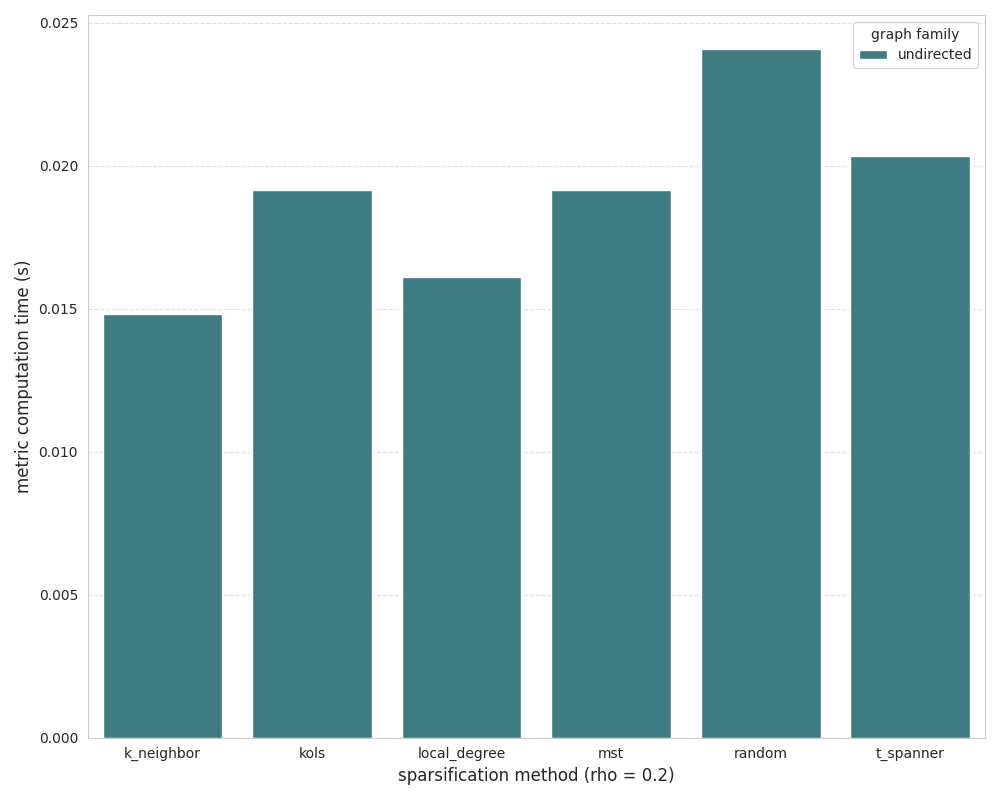 graph family
undirected
metric computation time (s)
0.025
0.020
0.015
0.010
0.005
0.000
k_neighbor kols local_degree mst random t_spanner
sparsification method (rho = 0.2)